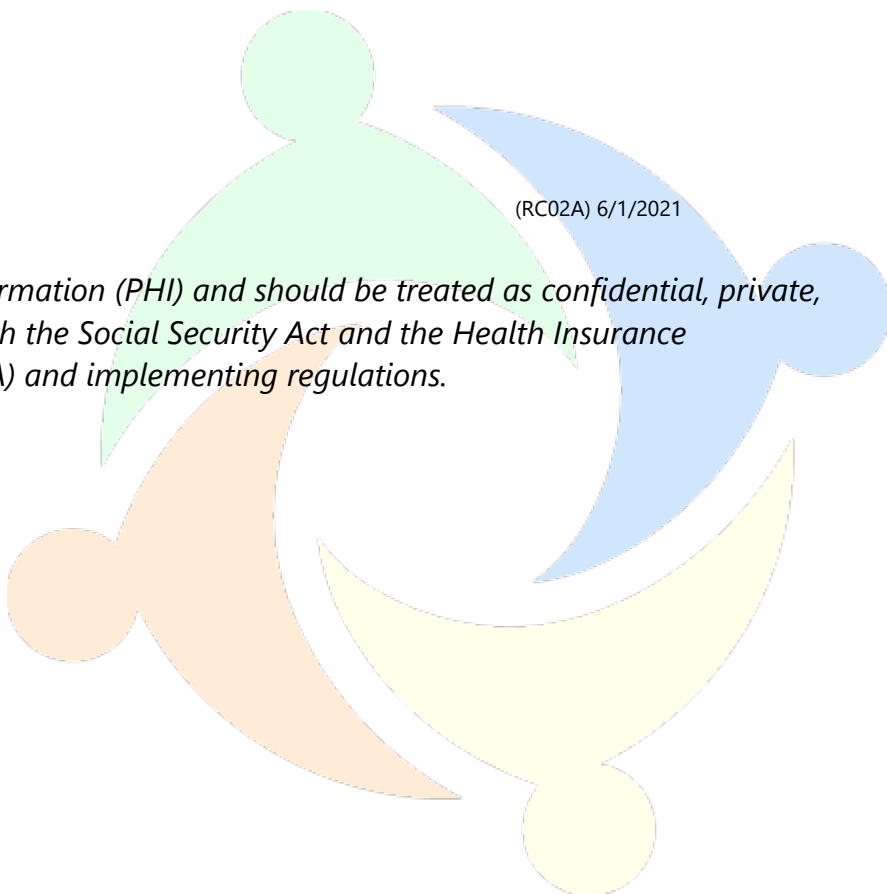 (RC02A) 6/1/2021
rmation (PHI) and should be treated as confidential, private,
h the Social Security Act and the Health Insurance
A) and implementing regulations.